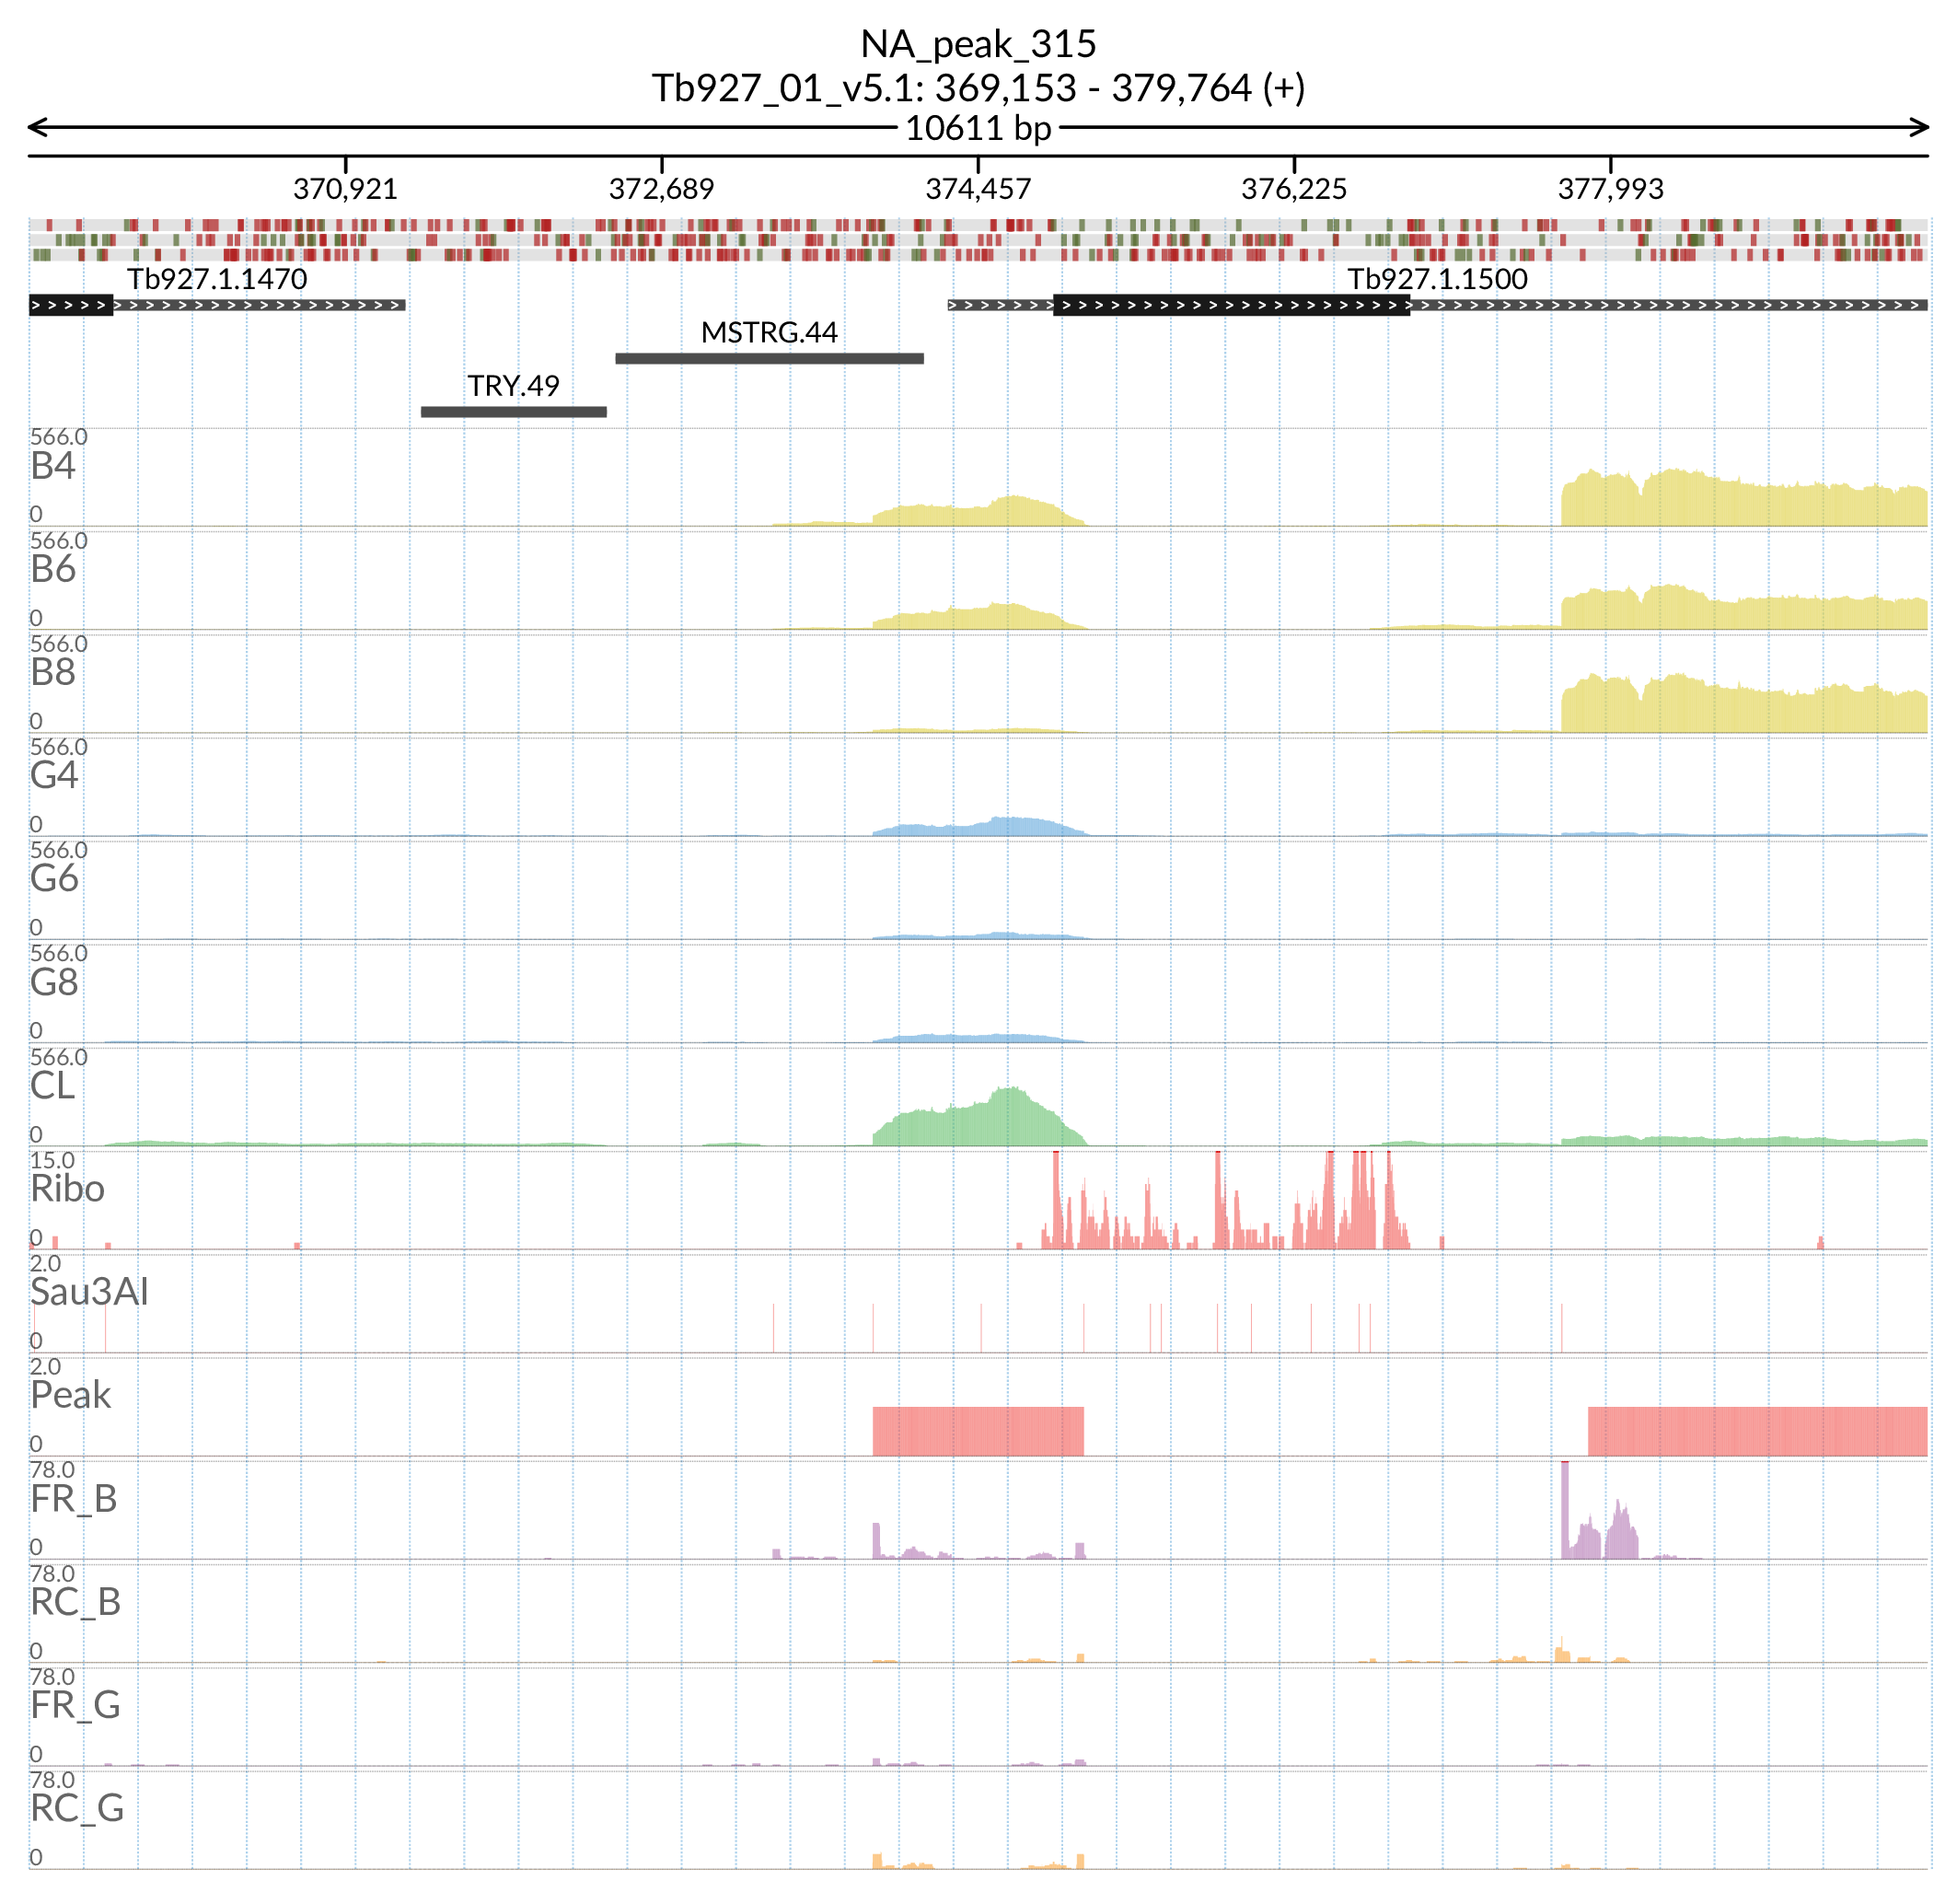 NA_peak_315
Tb927_01_v5.1: 369,153 - 379,764 (+)
10611 bp
370,921 372,689 374,457 376,225 377,993
Tb927.1.1470 Tb927.1.1500
MSTRG.44
TRY.49
566.0
B4
0
566.0
B6
0
566.0
B8
0
566.0
G4
0
566.0
G6
0
566.0
G8
0
566.0
CL
0
15.0
Ribo
0
2.0
Sau3AI
0
2.0
Peak
0
78.0
FR_B
0
78.0
RC_B
0
78.0
FR_G
0
78.0
RC_G
0